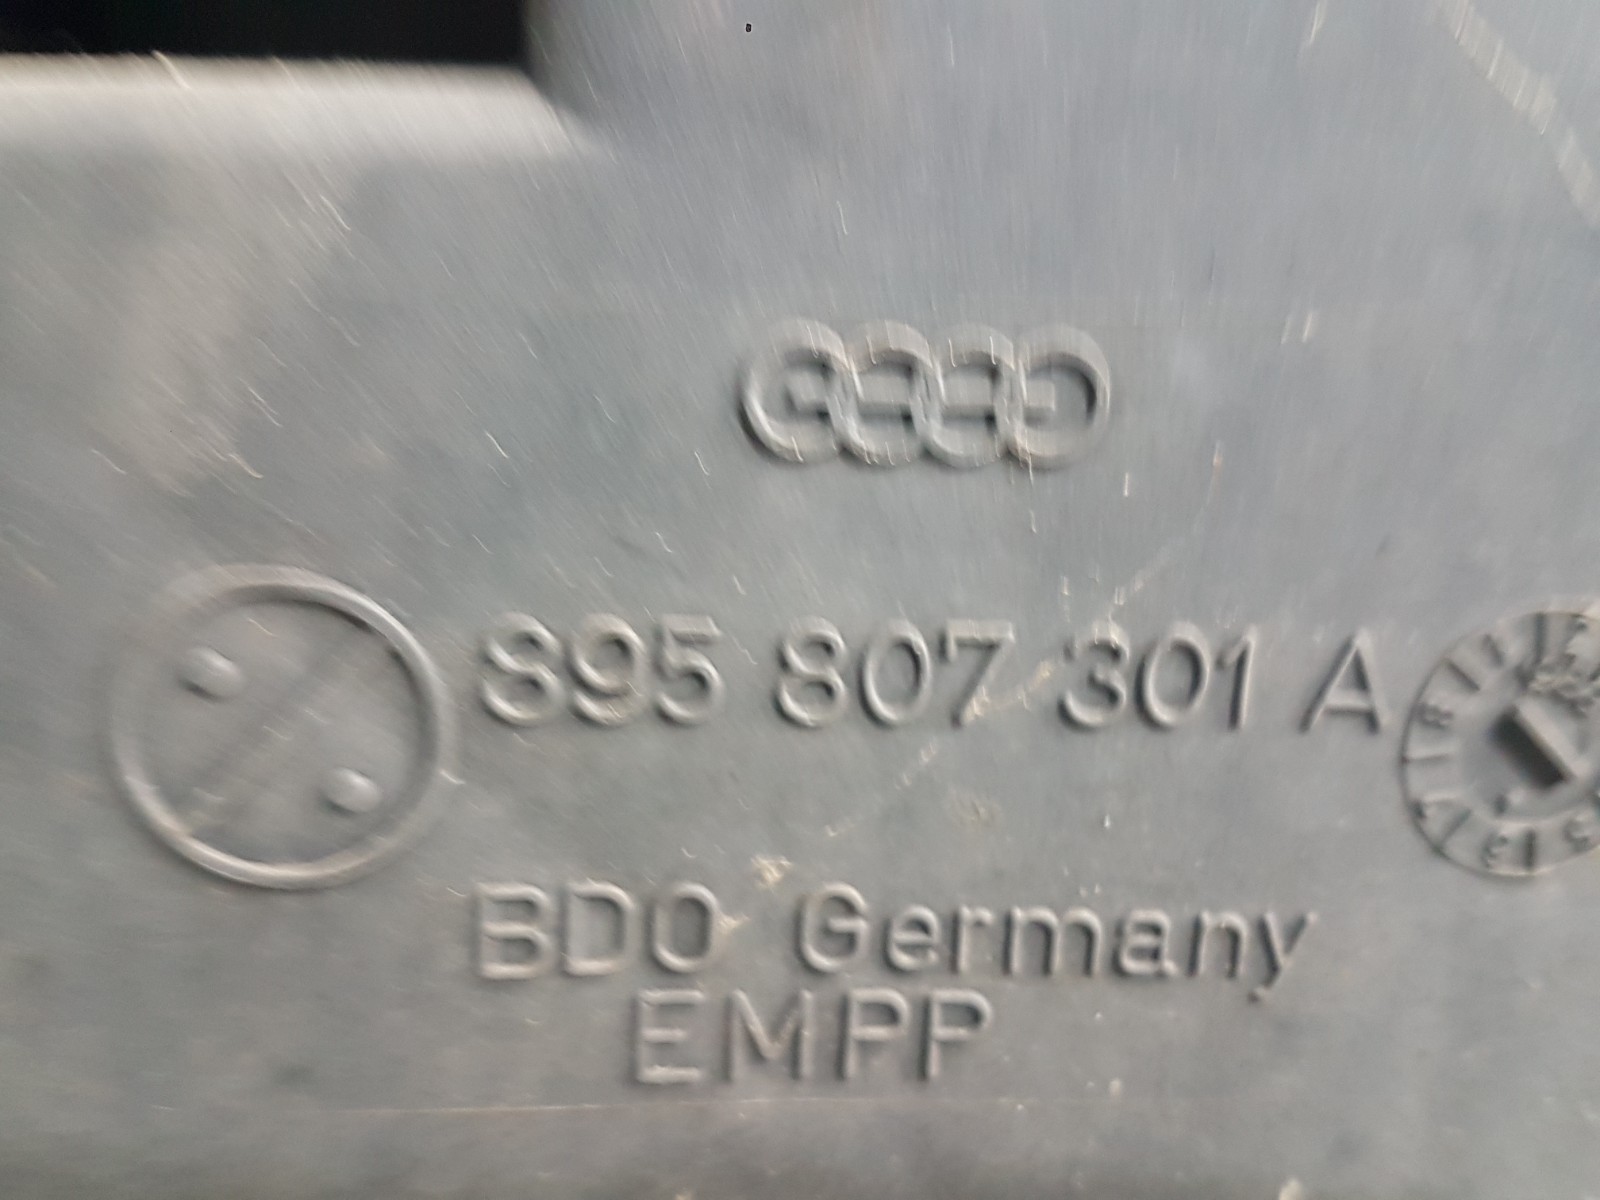 895 807 301 A
BDO Germany
EMPP